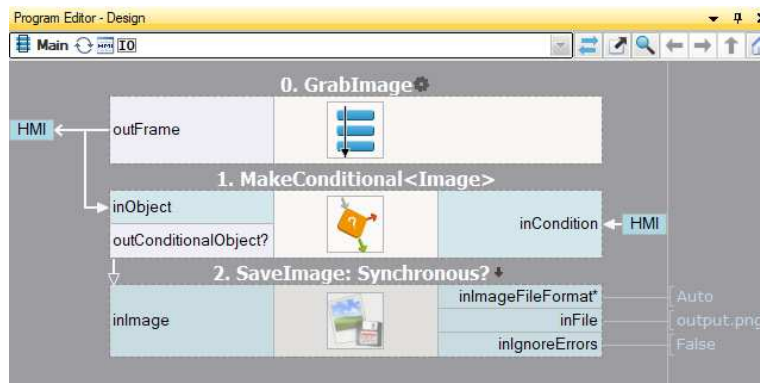 Program Editor - Design
Main IO
0. GrabImage
HMI outFrame
1. MakeConditional<Image>
inObject
inCondition HMI
outConditionalObject?
2. SaveImage: Synchronous?
inImageFileFormat* Auto
inImage inFile output.png
inIgnoreErrors False